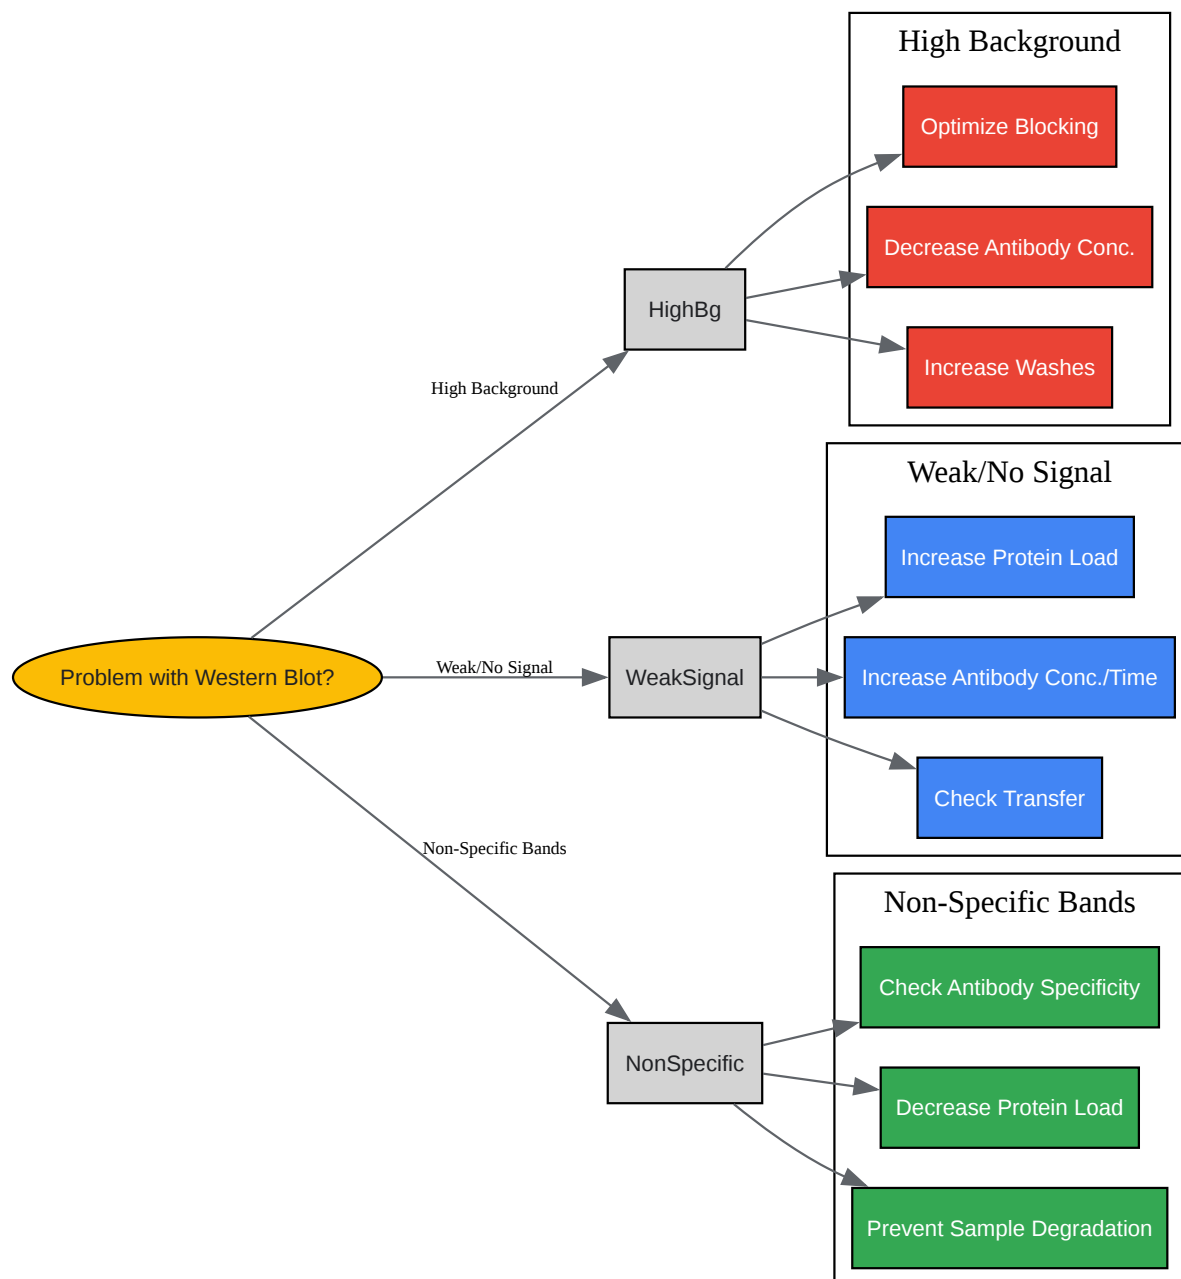 High Background
Optimize Blocking
Decrease Antibody Conc.
HighBg
Increase Washes
High Background
Weak/No Signal
Increase Protein Load
Problem with Western Blot?
Weak/No Signal
WeakSignal
Increase Antibody Conc./Time
Check Transfer
Non-Specific Bands
Non-Specific Bands
Check Antibody Specificity
NonSpecific
Decrease Protein Load
Prevent Sample Degradation